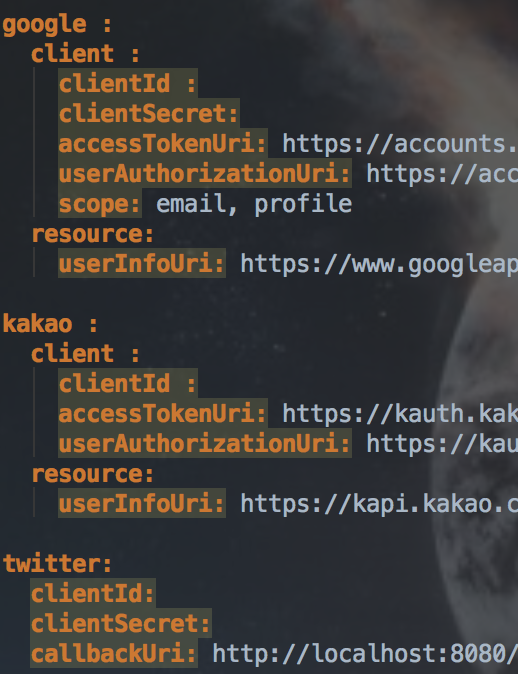 google :
client :
clientId :
clientSecret:
accessTokenUri: https://accounts.
userAuthorizationUri: https://acc
scope: email, profile
resource:
userInfoUri: https://www.googleap
kakao :
client :
clientId :
accessTokenUri: https://kauth.kak
userAuthorizationUri: https://kau
resource:
userInfoUri: https://kapi.kakao.c
twitter:
clientId:
clientSecret:
callbackUri: http://localhost:8080/